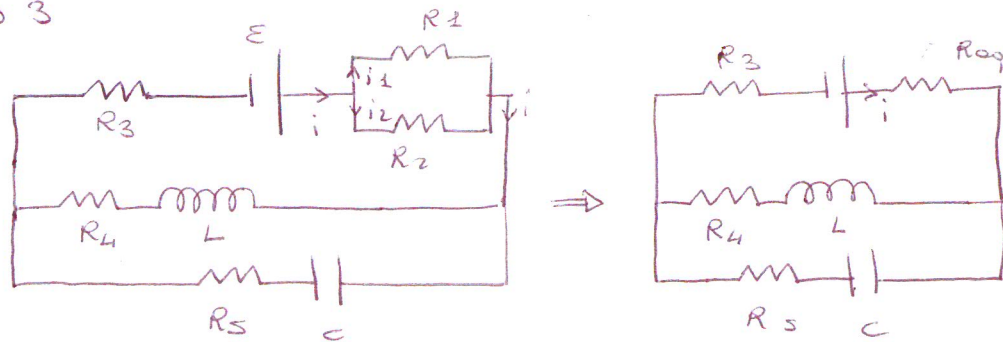 3
ε R1
R3 i i1 i2 R2 i
R4 L
R5 C
⇒
R3 i Req
R4 L
R5 C